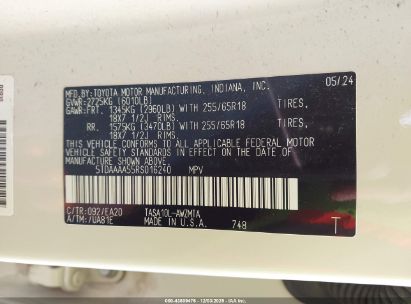 MFD.BY:TOYOTA MOTOR MANUFACTURING, INDIANA, INC. 05/24
GVWR:2725KG (6010LB)
GAWR:FRT. 1345KG (2960LB) WITH 255/65R18 TIRES,
18X7 1/2J RIMS.
RR. 1575KG (3470LB) WITH 255/65R18 TIRES,
18X7 1/2J RIMS.
THIS VEHICLE CONFORMS TO ALL APPLICABLE FEDERAL MOTOR
VEHICLE SAFETY STANDARDS IN EFFECT ON THE DATE OF
MANUFACTURE SHOWN ABOVE.
5TDAAAA55RS016240 MPV
C/TR:092/EA20 TASA10L-AWZM1A
A/TM:-/UA81E MADE IN U.S.A. 748 T